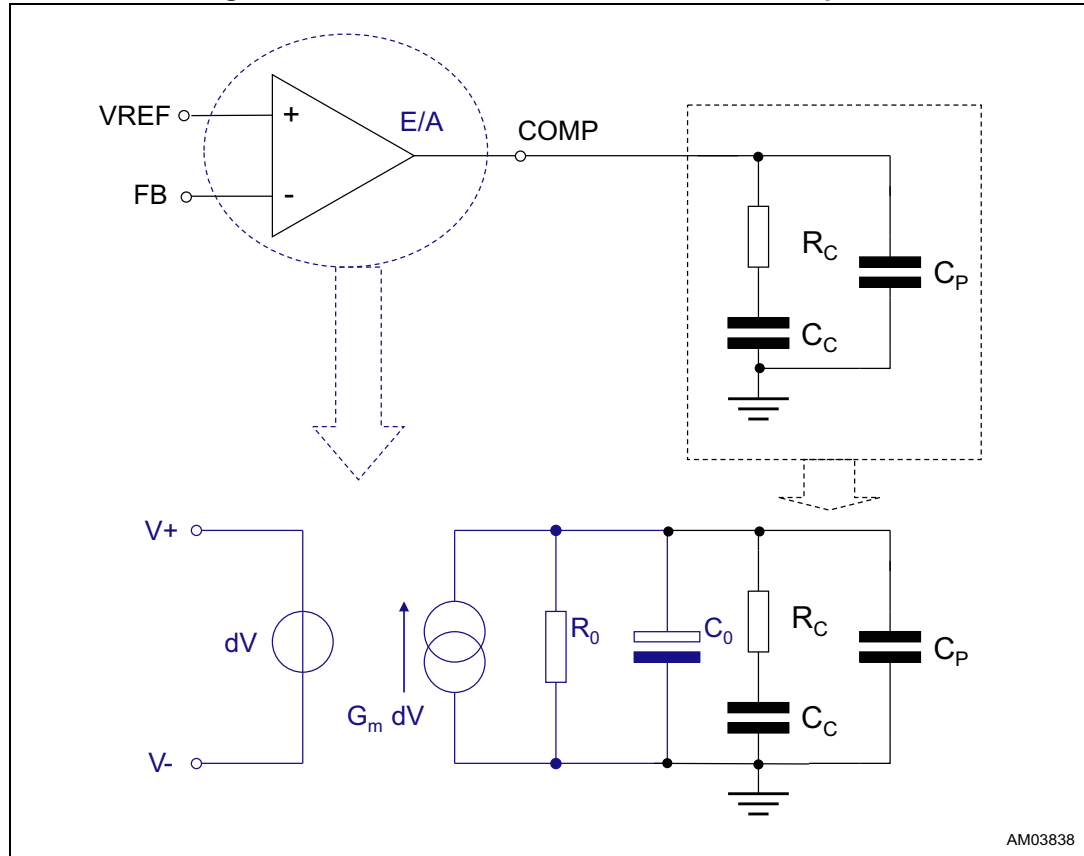 VREF
+
E/A
COMP
FB
-
R_C
C_P
C_C
V+
dV
V-
G_m dV
R_0
C_0
R_C
C_P
C_C
AM03838